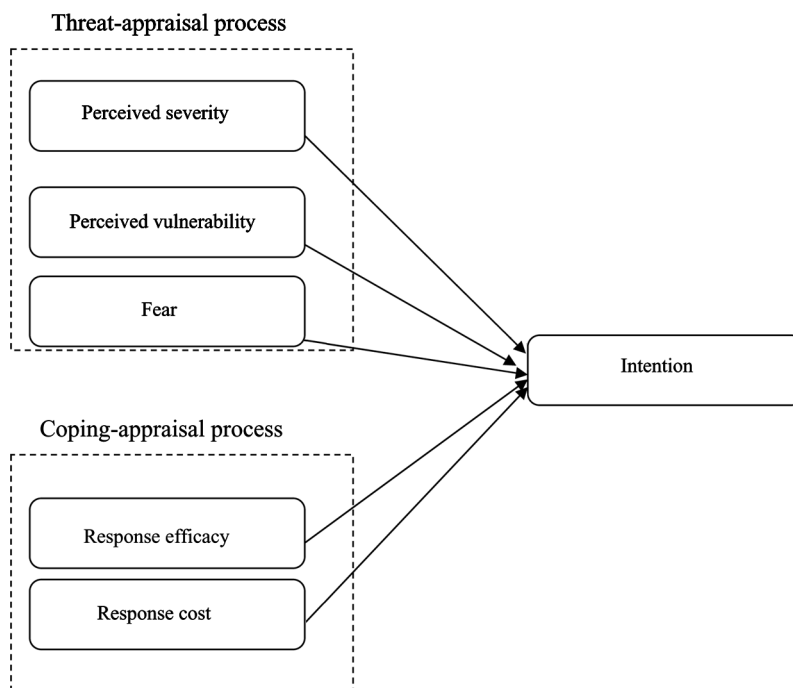 Threat-appraisal process
Perceived severity
Perceived vulnerability
Fear
Intention
Coping-appraisal process
Response efficacy
Response cost